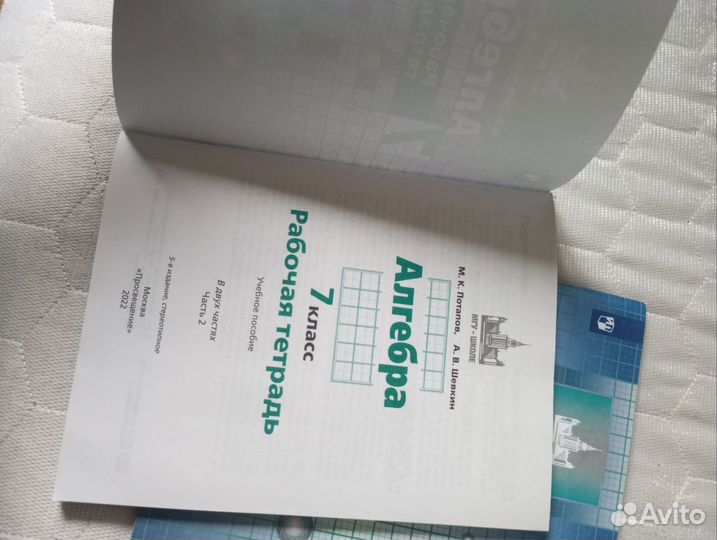 МГУ – ШКОЛЕ
М. К. Потапов, А. В. Шевкин
Алгебра
7 класс
Рабочая тетрадь
Учебное пособие
В двух частях
Часть 2
5-е издание, стереотипное
Москва
«Просвещение»
2022
Avito